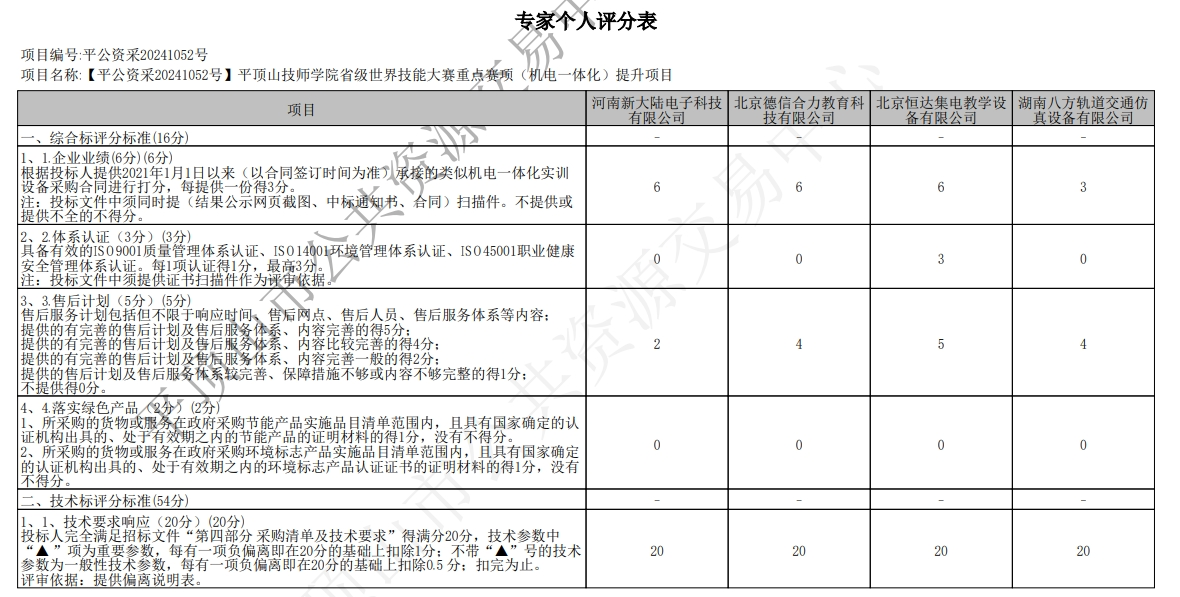 专家个人评分表
项目编号:平公资采20241052号
项目名称:【平公资采20241052号】平顶山技师学院省级世界技能大赛重点赛项（机电一体化）提升项目
项目 河南新大陆电子科技有限公司 北京德信合力教育科技有限公司 北京恒达集电教学设备有限公司 湖南八方轨道交通仿真设备有限公司
一、综合标评分标准(16分) - - - -
1、1.企业业绩(6分)(6分)
根据投标人提供2021年1月1日以来（以合同签订时间为准）承接的类似机电一体化实训
设备采购合同进行打分，每提供一份得3分。
注：投标文件中须同时提（结果公示网页截图、中标通知书、合同）扫描件。不提供或
提供不全的不得分。
6 6 6 3
2、2.体系认证（3分）(3分)
具备有效的ISO9001质量管理体系认证、ISO14001环境管理体系认证、ISO45001职业健康
安全管理体系认证。每1项认证得1分，最高3分。
注：投标文件中须提供证书扫描件作为评审依据。
0 0 3 0
3、3.售后计划（5分）(5分)
售后服务计划包括但不限于响应时间、售后网点、售后人员、售后服务体系等内容；
提供的有完善的售后计划及售后服务体系、内容完善的得5分；
提供的有完善的售后计划及售后服务体系、内容比较完善的得4分；
提供的有完善的售后计划及售后服务体系、内容完善一般的得2分；
提供的售后计划及售后服务体系较完善、保障措施不够或内容不够完整的得1分；
不提供得0分。
2 4 5 4
4、4.落实绿色产品（2分）(2分)
1、所采购的货物或服务在政府采购节能产品实施品目清单范围内，且具有国家确定的认
证机构出具的、处于有效期之内的节能产品的证明材料的得1分，没有不得分。
2、所采购的货物或服务在政府采购环境标志产品实施品目清单范围内，且具有国家确定
的认证机构出具的、处于有效期之内的环境标志产品认证证书的证明材料的得1分，没有
不得分。
0 0 0 0
二、技术标评分标准(54分) - - - -
1、1、技术要求响应（20分）(20分)
投标人完全满足招标文件“第四部分 采购清单及技术要求”得满分20分，技术参数中
“▲ ”项为重要参数，每有一项负偏离即在20分的基础上扣除1分；不带“▲”号的技术
参数为一般性技术参数，每有一项负偏离即在20分的基础上扣除0.5 分；扣完为止。
评审依据：提供偏离说明表。
20 20 20 20
平顶山市公共资源交易中心
平顶山市公共资源交易中心